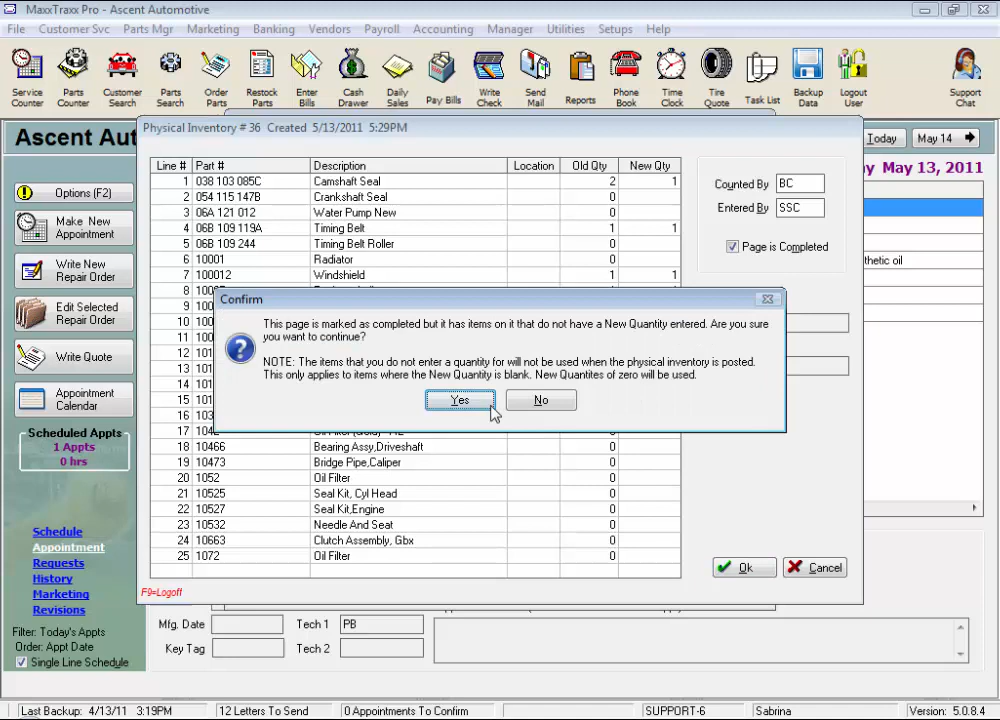 MaxxTraxx Pro - Ascent Automotive
File Customer Svc Parts Mgr Marketing Banking Vendors Payroll Accounting Manager Utilities Setups Help
Service Counter
Parts Counter
Customer Search
Parts Search
Order Parts
Restock Parts
Enter Bills
Cash Drawer
Daily Sales
Pay Bills
Write Check
Send Mail
Reports
Phone Book
Time Clock
Tire Quote
Task List
Backup Data
Logout User
Support Chat
Ascent Aut
Today
May 14
y May 13, 2011
Physical Inventory # 36 Created 5/13/2011 5:29PM
Options (F2)
Make New Appointment
Write New Repair Order
Edit Selected Repair Order
Write Quote
Appointment Calendar
Scheduled Appts
1 Appts
0 hrs
Schedule
Appointment
Requests
History
Marketing
Revisions
Filter: Today's Appts
Order: Appt Date
Single Line Schedule
Line # Part # Description Location Old Qty New Qty
1 038 103 085C Camshaft Seal 2 1
2 054 115 147B Crankshaft Seal 0
3 06A 121 012 Water Pump New 0
4 06B 109 119A Timing Belt 1 1
5 06B 109 244 Timing Belt Roller 0
6 10001 Radiator 0
7 100012 Windshield 1 1
8 100
9 100
10 100
11 100
12 101
13 101
14 101
15 101
16 103
17 1042
18 10466 Bearing Assy,Driveshaft 0
19 10473 Bridge Pipe,Caliper 0
20 1052 Oil Filter 0
21 10525 Seal Kit, Cyl Head 0
22 10527 Seal Kit,Engine 0
23 10532 Needle And Seat 0
24 10663 Clutch Assembly, Gbx 0
25 1072 Oil Filter 0
Counted By BC
Entered By SSC
Page is Completed
thetic oil
Confirm
This page is marked as completed but it has items on it that do not have a New Quantity entered. Are you sure
you want to continue?
NOTE: The items that you do not enter a quantity for will not be used when the physical inventory is posted.
This only applies to items where the New Quantity is blank. New Quantites of zero will be used.
Yes No
Ok Cancel
F9=Logoff
Mfg. Date Tech 1 PB
Key Tag Tech 2
Last Backup: 4/13/11 3:19PM 12 Letters To Send 0 Appointments To Confirm SUPPORT-6 Sabrina Version: 5.0.8.4